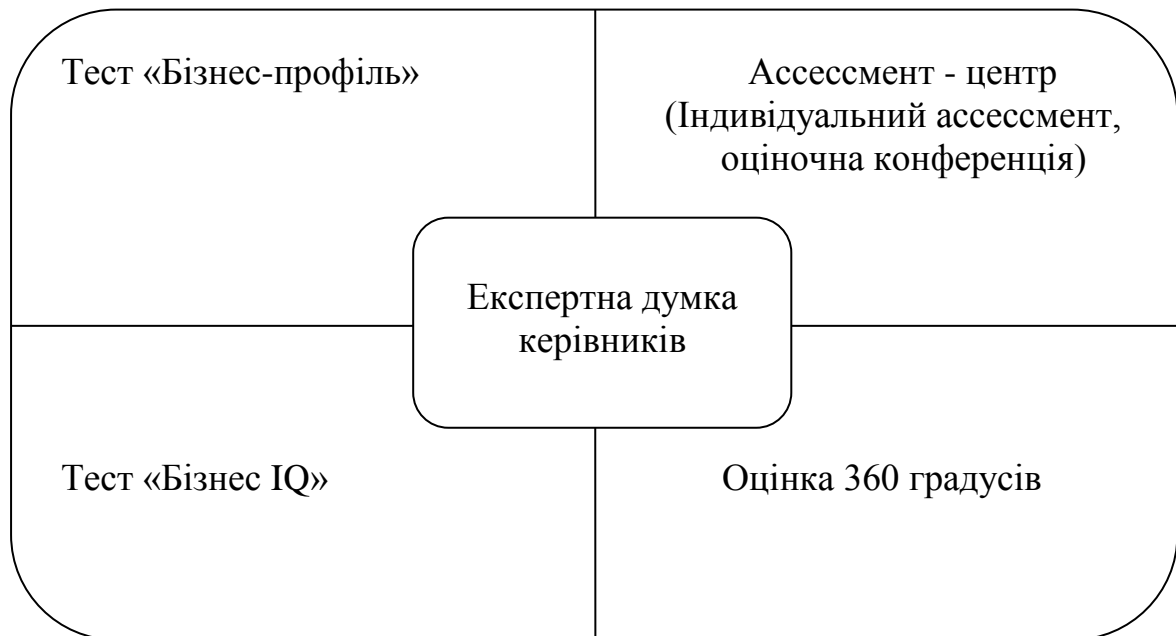 Тест «Бізнес-профіль»
Ассессмент - центр
(Індивідуальний ассессмент,
оціночна конференція)
Експертна думка
керівників
Тест «Бізнес IQ»
Оцінка 360 градусів